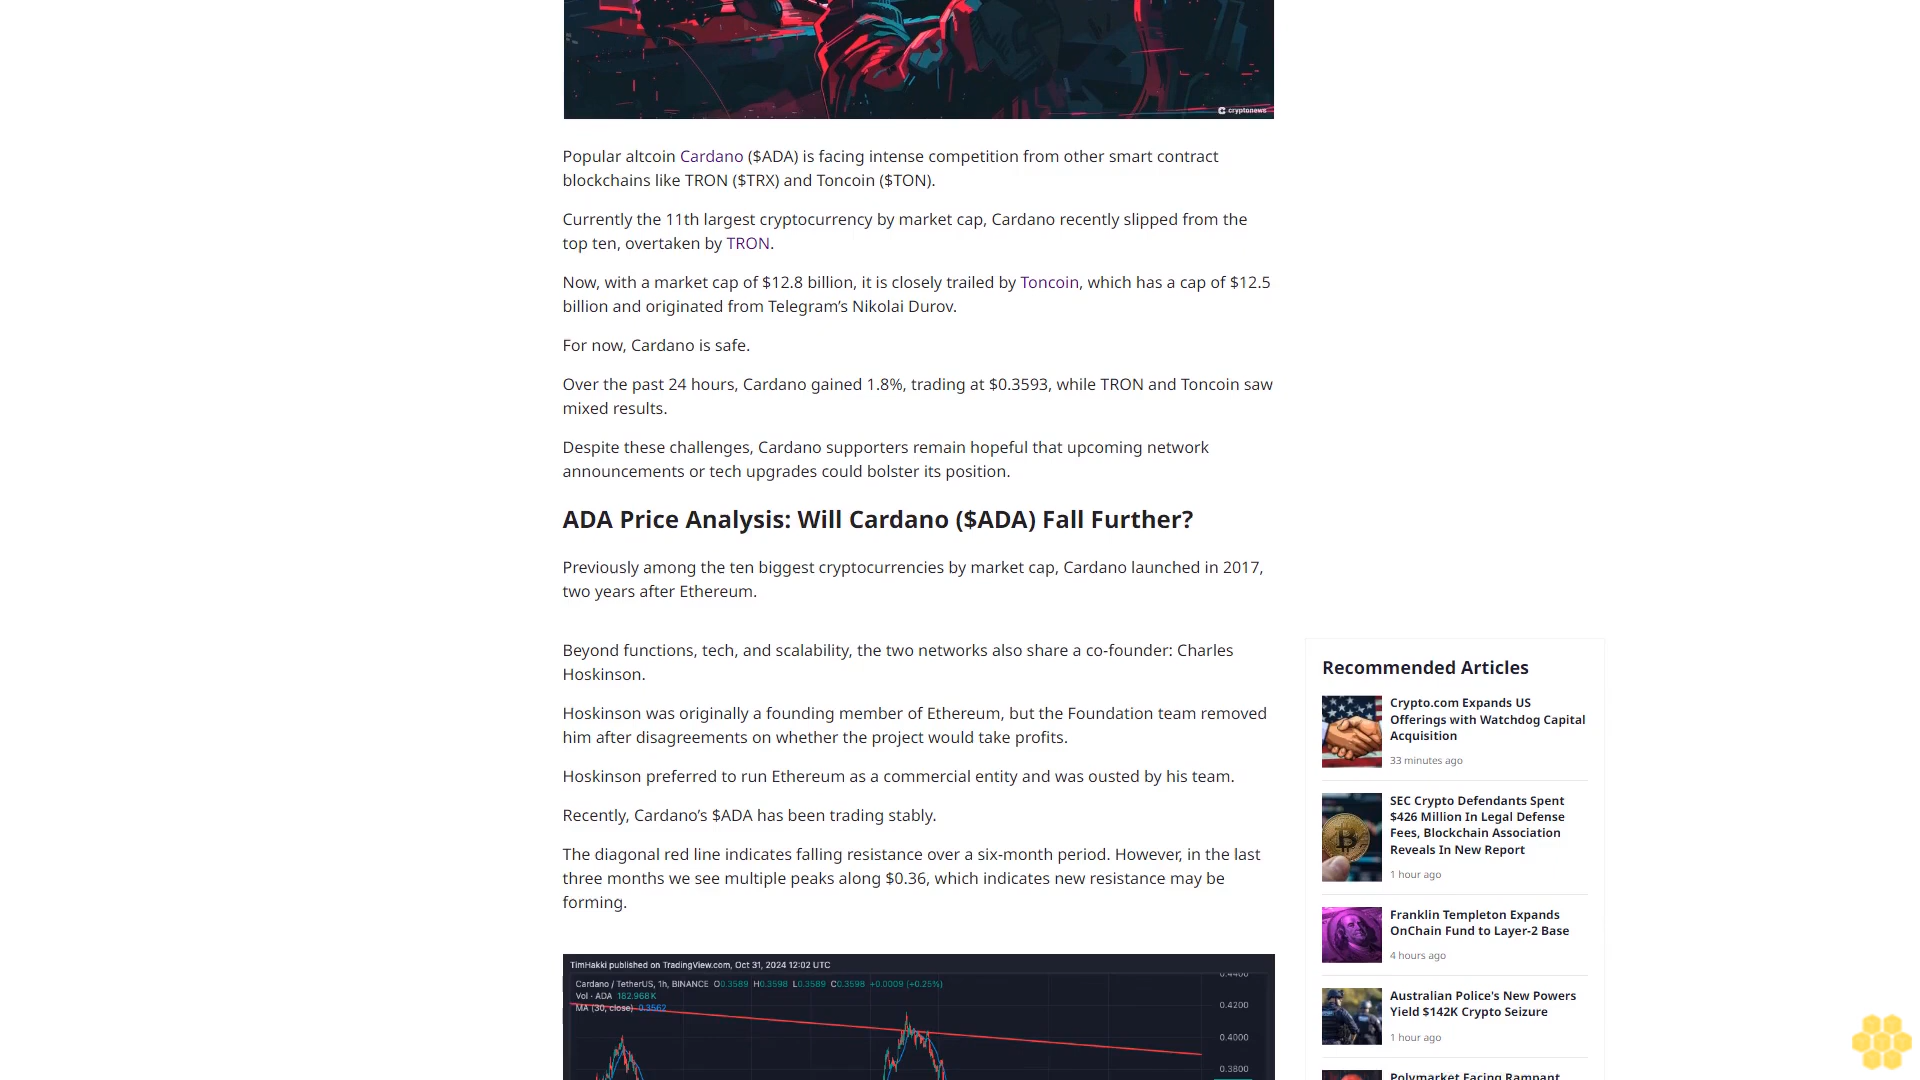 cryptonews
Popular altcoin Cardano ($ADA) is facing intense competition from other smart contract
blockchains like TRON ($TRX) and Toncoin ($TON).
Currently the 11th largest cryptocurrency by market cap, Cardano recently slipped from the
top ten, overtaken by TRON.
Now, with a market cap of $12.8 billion, it is closely trailed by Toncoin, which has a cap of $12.5
billion and originated from Telegram’s Nikolai Durov.
For now, Cardano is safe.
Over the past 24 hours, Cardano gained 1.8%, trading at $0.3593, while TRON and Toncoin saw
mixed results.
Despite these challenges, Cardano supporters remain hopeful that upcoming network
announcements or tech upgrades could bolster its position.
ADA Price Analysis: Will Cardano ($ADA) Fall Further?
Previously among the ten biggest cryptocurrencies by market cap, Cardano launched in 2017,
two years after Ethereum.
Beyond functions, tech, and scalability, the two networks also share a co-founder: Charles
Hoskinson.
Hoskinson was originally a founding member of Ethereum, but the Foundation team removed
him after disagreements on whether the project would take profits.
Hoskinson preferred to run Ethereum as a commercial entity and was ousted by his team.
Recently, Cardano’s $ADA has been trading stably.
The diagonal red line indicates falling resistance over a six-month period. However, in the last
three months we see multiple peaks along $0.36, which indicates new resistance may be
forming.
TimHakki published on TradingView.com, Oct 31, 2024 12:02 UTC
Cardano / TetherUS, 1h, BINANCE O0.3589 H0.3598 L0.3589 C0.3598 +0.0009 (+0.25%)
Vol · ADA 182.968K
MA (30, close) 0.3562
0.4400
0.4200
0.4000
0.3800
Recommended Articles
Crypto.com Expands US
Offerings with Watchdog Capital
Acquisition
33 minutes ago
SEC Crypto Defendants Spent
$426 Million In Legal Defense
Fees, Blockchain Association
Reveals In New Report
1 hour ago
Franklin Templeton Expands
OnChain Fund to Layer-2 Base
4 hours ago
Australian Police's New Powers
Yield $142K Crypto Seizure
1 hour ago
Polymarket Facing Rampant